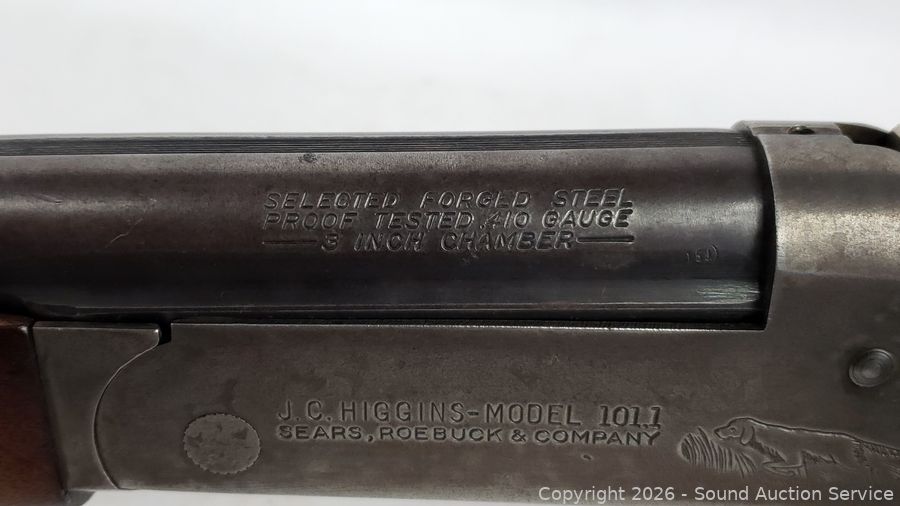 SELECTED FORGED STEEL
PROOF TESTED .410 GAUGE
3 INCH CHAMBER
J.C. HIGGINS-MODEL 101.1
SEARS, ROEBUCK & COMPANY
Copyright © 2026 - Sound Auction Service